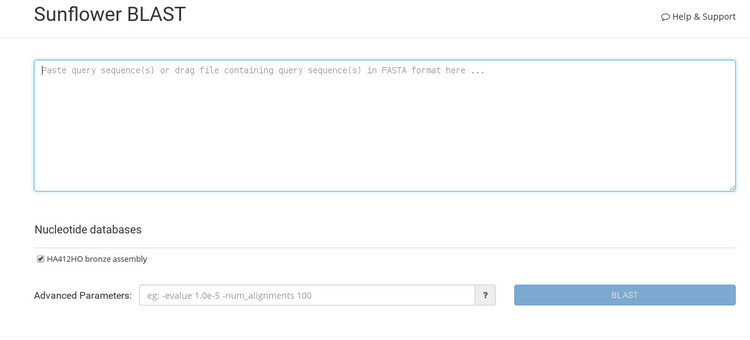 Sunflower BLAST
Help & Support
Paste query sequence(s) or drag file containing query sequence(s) in FASTA format here ...
Nucleotide databases
HA412HO bronze assembly
Advanced Parameters: eg: -evalue 1.0e-5 -num_alignments 100 ? BLAST